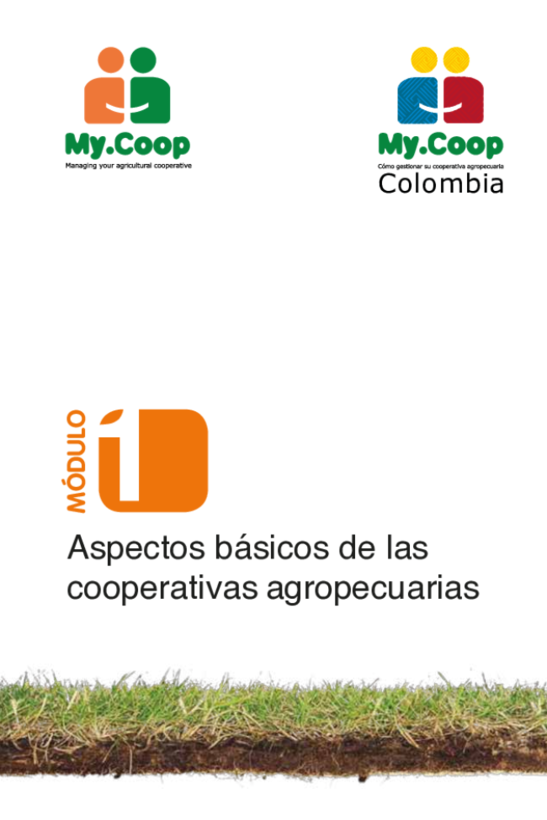 My.Coop
Managing your agricultural cooperative
My.Coop
Cómo gestionar su cooperativa agropecuaria
Colombia
MÓDULO
1
Aspectos básicos de las
cooperativas agropecuarias